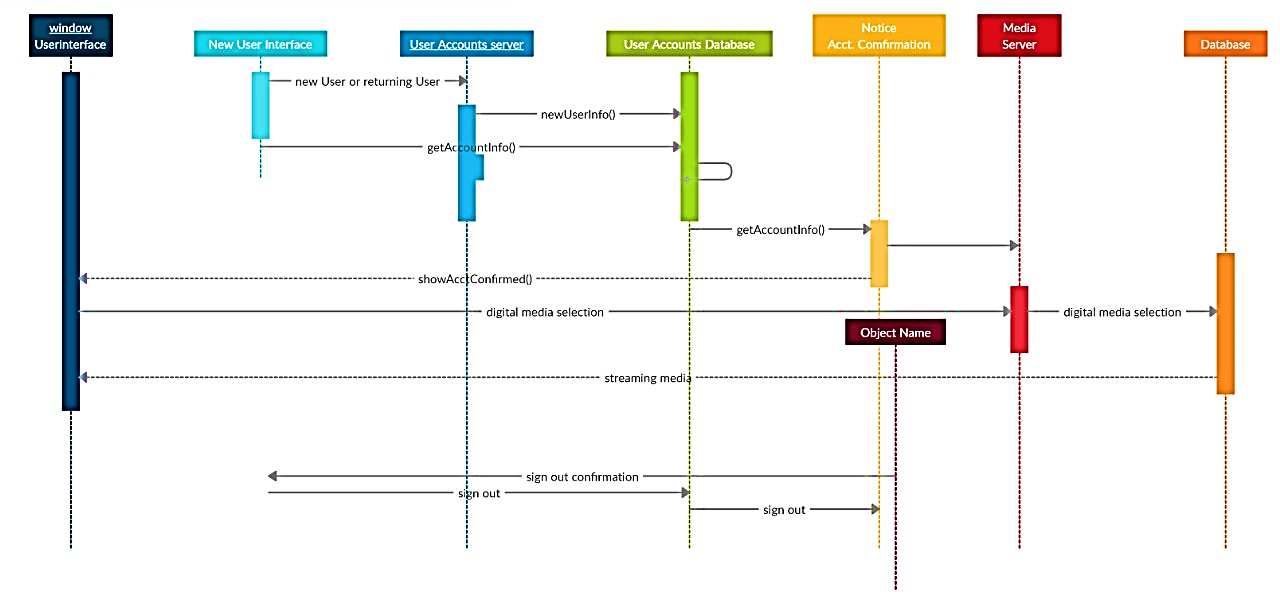 window
UserInterface
New User Interface
User Accounts server
User Accounts Database
Notice
Acct. Comfirmation
Media
Server
Database
new User or returning User
newUserInfo()
getAccountInfo()
getAccountInfo()
showAcctConfirmed()
digital media selection
digital media selection
Object Name
streaming media
sign out confirmation
sign out
sign out